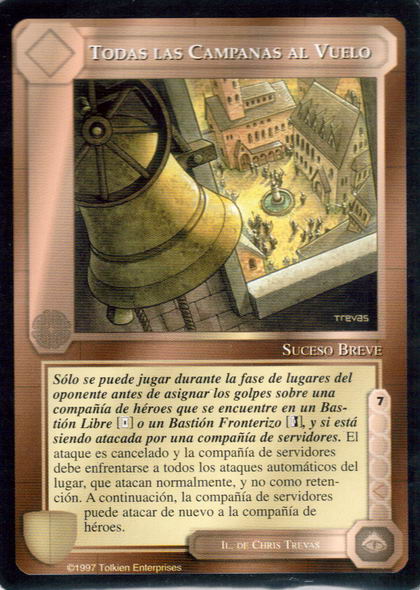 Todas las Campanas al Vuelo
Trevas
Suceso Breve
Sólo se puede jugar durante la fase de lugares del
oponente antes de asignar los golpes sobre una
compañía de héroes que se encuentre en un Bas-
tión Libre [ ] o un Bastión Fronterizo [ ], y si está
siendo atacada por una compañía de servidores. El
ataque es cancelado y la compañía de servidores
debe enfrentarse a todos los ataques automáticos del
lugar, que atacan normalmente, y no como reten-
ción. A continuación, la compañía de servidores
puede atacar de nuevo a la compañía de
héroes.
7
Il. de Chris Trevas
©1997 Tolkien Enterprises